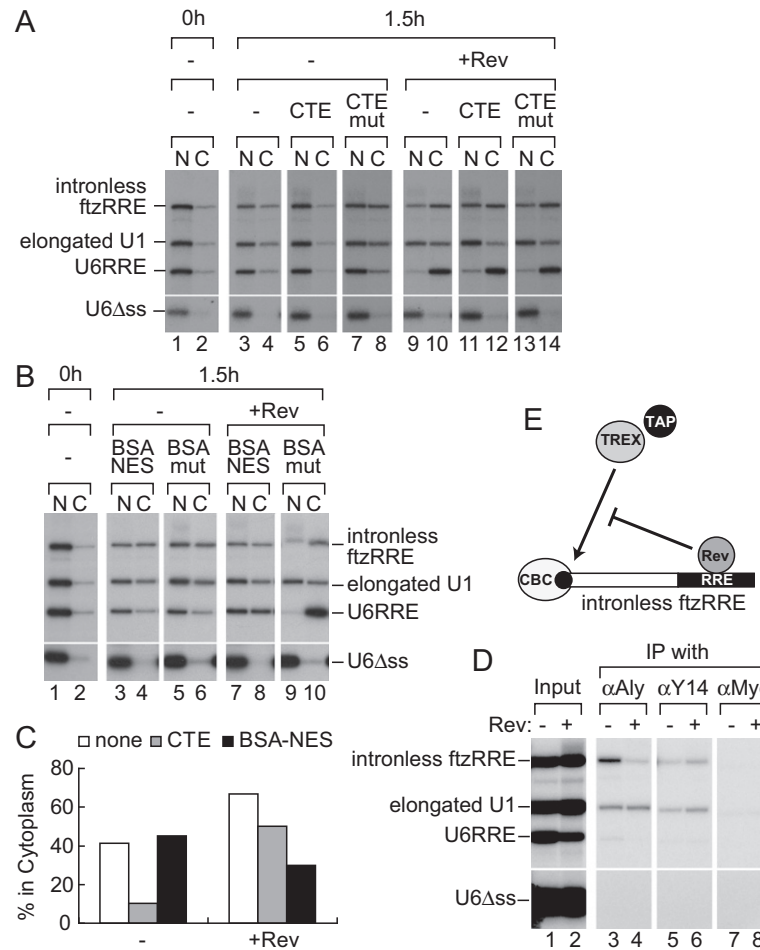 A
0h
1.5h
-
-
+Rev
-
-
CTE
CTE
mut
-
CTE
CTE
mut
N C N C N C N C N C N C N C
intronless
ftzRRE
elongated U1
U6RRE
U6Δss
1 2 3 4 5 6 7 8 9 10 11 12 13 14
B
0h
1.5h
-
-
+Rev
-
BSA
NES
BSA
mut
BSA
NES
BSA
mut
N C N C N C N C N C
intronless
ftzRRE
elongated U1
U6RRE
U6Δss
1 2 3 4 5 6 7 8 9 10
E
TAP
TREX
Rev
CBC
RRE
intronless ftzRRE
C
none CTE BSA-NES
% in Cytoplasm
80
60
40
20
0
-
+Rev
D
IP with
Input
αAly
αY14
αMy
Rev: - + - + - + - +
intronless ftzRRE
elongated U1
U6RRE
U6Δss
1 2 3 4 5 6 7 8